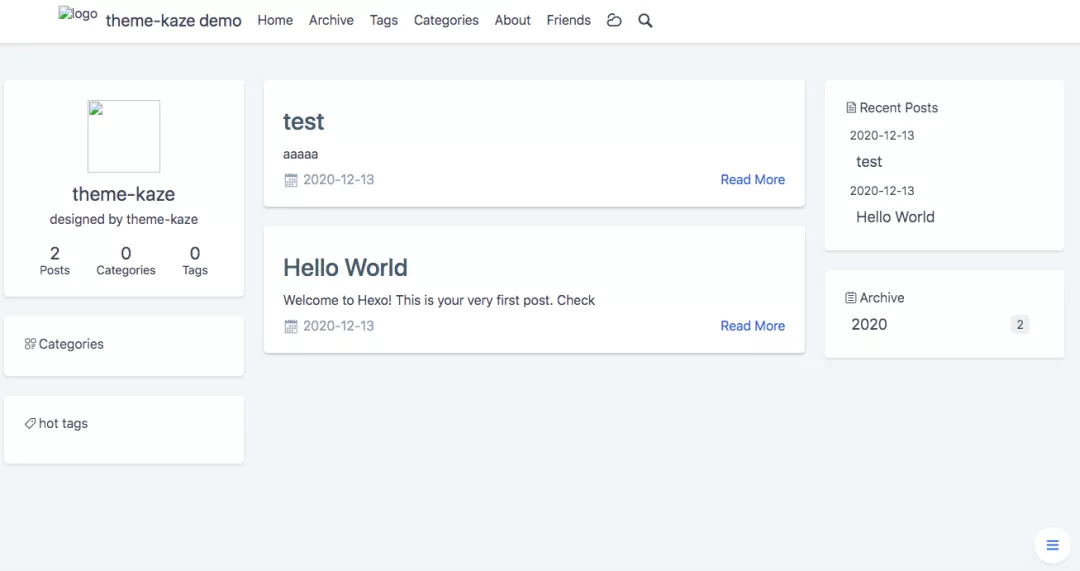 logo theme-kaze demo Home Archive Tags Categories About Friends
theme-kaze
designed by theme-kaze
2 0 0
Posts Categories Tags
Categories
hot tags
test
aaaaa
2020-12-13 Read More
Hello World
Welcome to Hexo! This is your very first post. Check
2020-12-13 Read More
Recent Posts
2020-12-13
test
2020-12-13
Hello World
Archive
2020 2